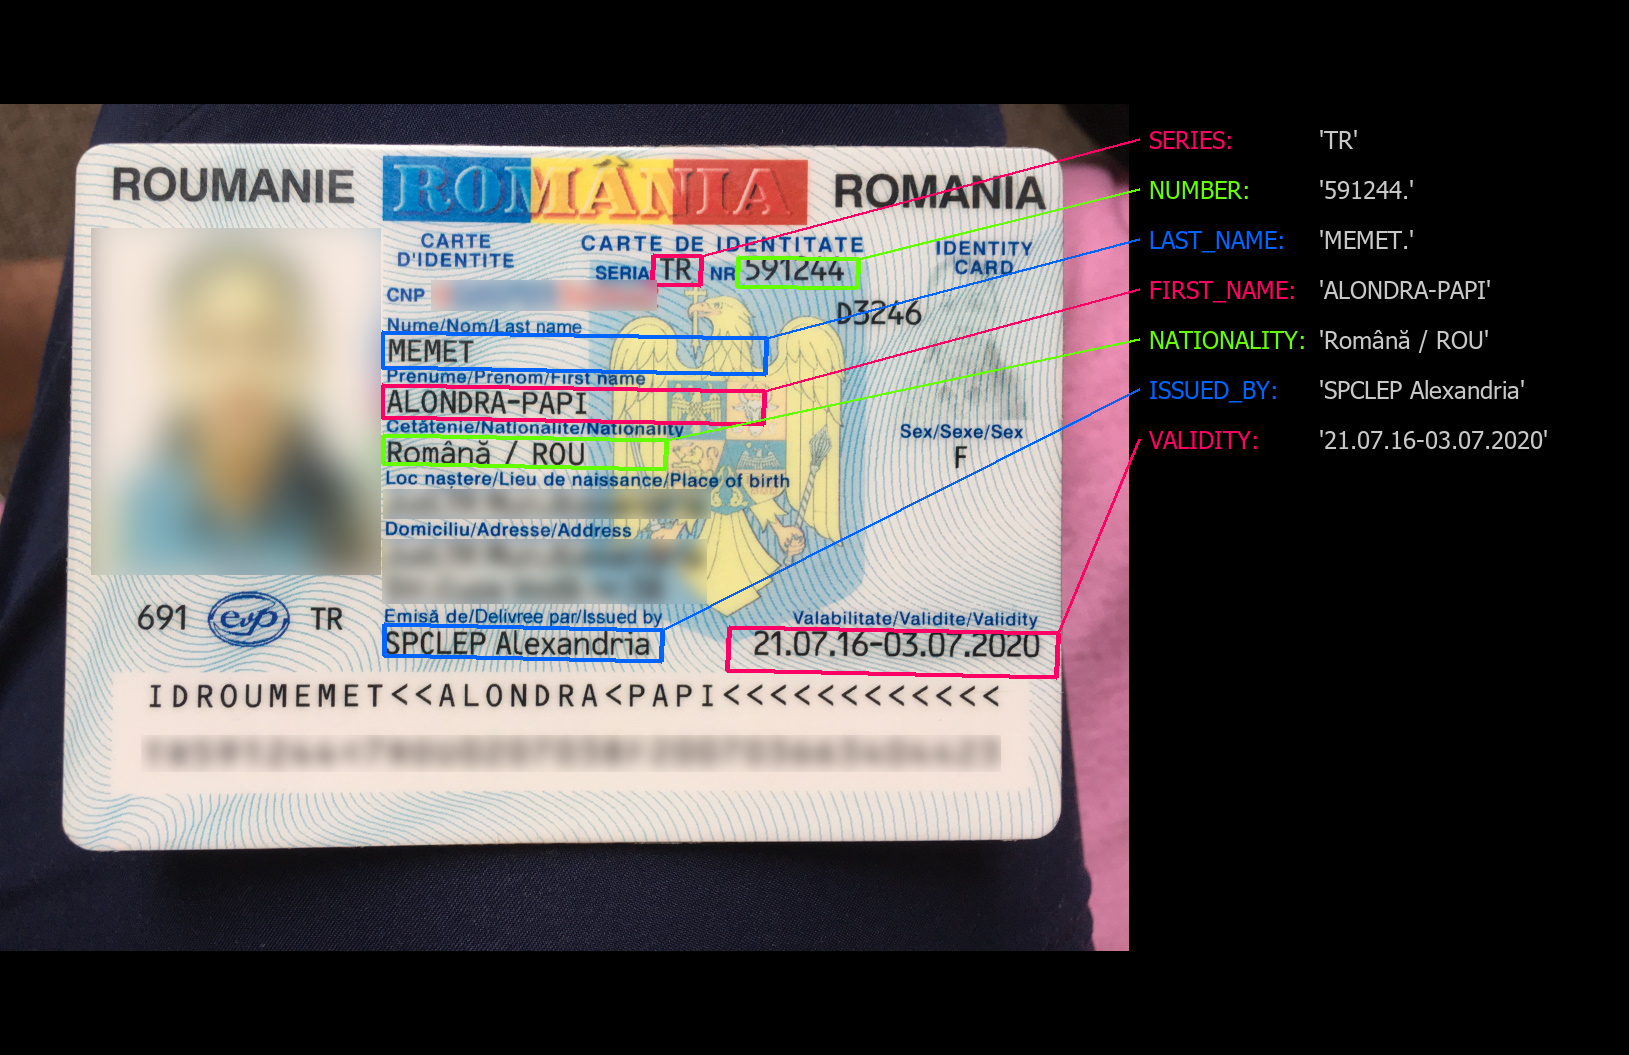 ROUMANIE ROMÂNIA ROMANIA
CARTE D'IDENTITE
CARTE DE IDENTITATE
IDENTITY CARD
SERIA TR NR 591244
CNP
D3246
Nume/Nom/Last name
MEMET
Prenume/Prenom/First name
ALONDRA-PAPI
Cetătenie/Nationalite/Nationality
Română / ROU
Sex/Sexe/Sex
F
Loc naștere/Lieu de naissance/Place of birth
Domiciliu/Adresse/Address
Emisă de/Delivree par/Issued by
SPCLEP Alexandria
Valabilitate/Validite/Validity
21.07.16-03.07.2020
691 evp TR
IDROUMEMET<<ALONDRA<PAPI<<<<<<<<<<<<
SERIES: 'TR'
NUMBER: '591244.'
LAST_NAME: 'MEMET.'
FIRST_NAME: 'ALONDRA-PAPI'
NATIONALITY: 'Română / ROU'
ISSUED_BY: 'SPCLEP Alexandria'
VALIDITY: '21.07.16-03.07.2020'